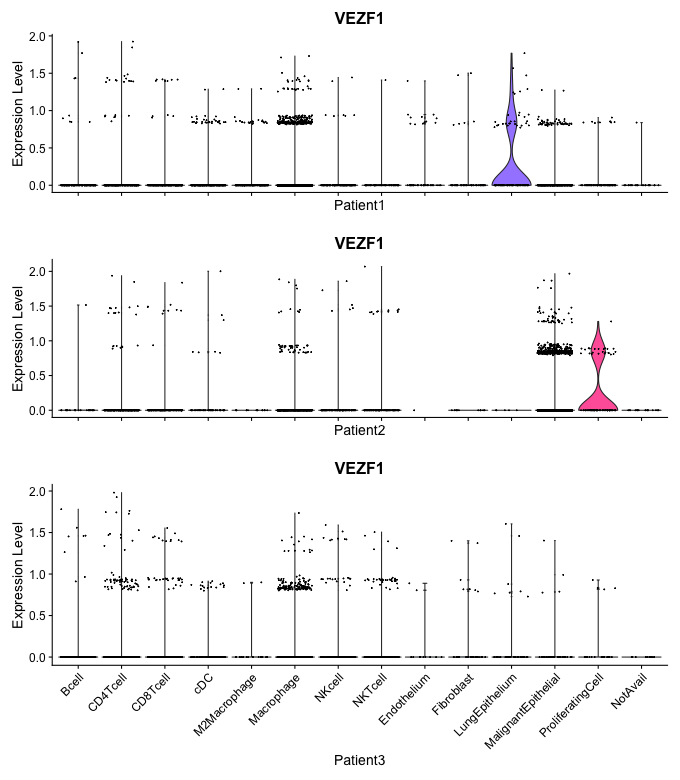 VEZF1
Expression Level
2.0
1.5
1.0
0.5
0.0
Patient1
VEZF1
Expression Level
2.0
1.5
1.0
0.5
0.0
Patient2
VEZF1
Expression Level
2.0
1.5
1.0
0.5
0.0
Bcell
CD4Tcell
CD8Tcell
cDC
M2Macrophage
Macrophage
NKcell
NKTcell
Endothelium
Fibroblast
LungEpithelium
MalignantEpithelial
ProliferatingCell
NotAvail
Patient3